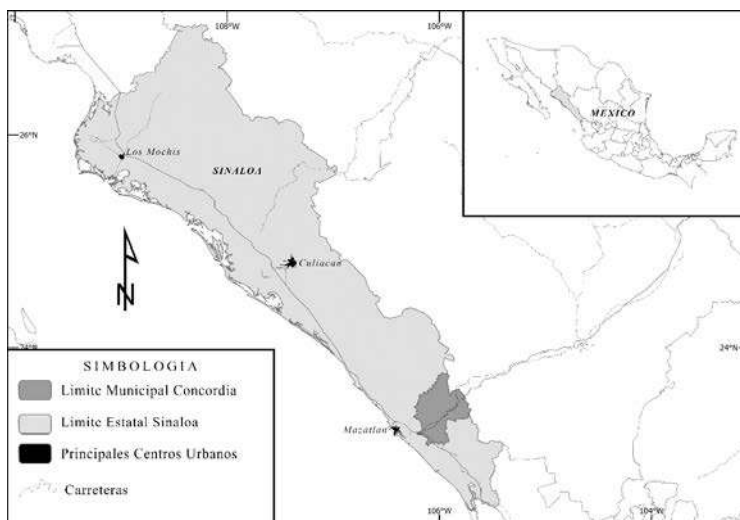 108°W
106°W
MEXICO
26°N
Los Mochis
SINALOA
Culiacan
24°N
24°N
SIMBOLOGIA
Limite Municipal Concordia
Limite Estatal Sinaloa
Principales Centros Urbanos
Carreteras
Mazatlan
N
106°W
104°W